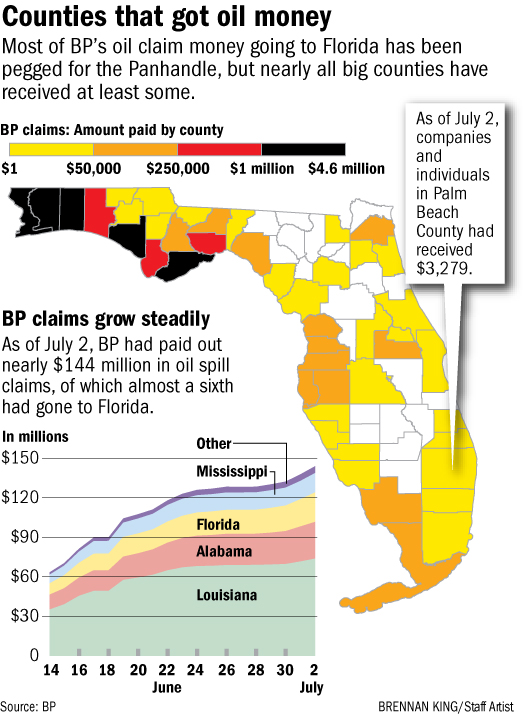 Counties that got oil money
Most of BP's oil claim money going to Florida has been
pegged for the Panhandle, but nearly all big counties have
received at least some.
BP claims: Amount paid by county
$1 $50,000 $250,000 $1 million $4.6 million
As of July 2,
companies
and
individuals
in Palm
Beach
County had
received
$3,279.
BP claims grow steadily
As of July 2, BP had paid out
nearly $144 million in oil spill
claims, of which almost a sixth
had gone to Florida.
In millions
$150
$120
$90
$60
$30
0
Other
Mississippi
Florida
Alabama
Louisiana
14 16 18 20 22 24 26 28 30 2
June July
Source: BP
BRENNAN KING/Staff Artist